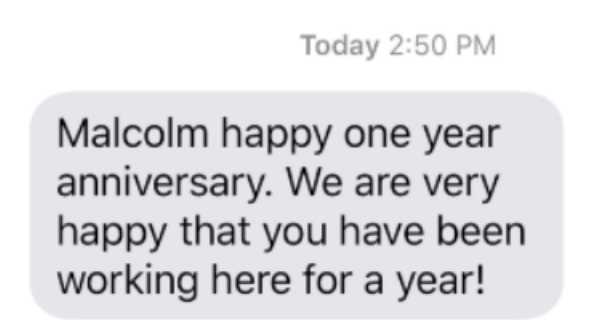 Today 2:50 PM
Malcolm happy one year
anniversary. We are very
happy that you have been
working here for a year!